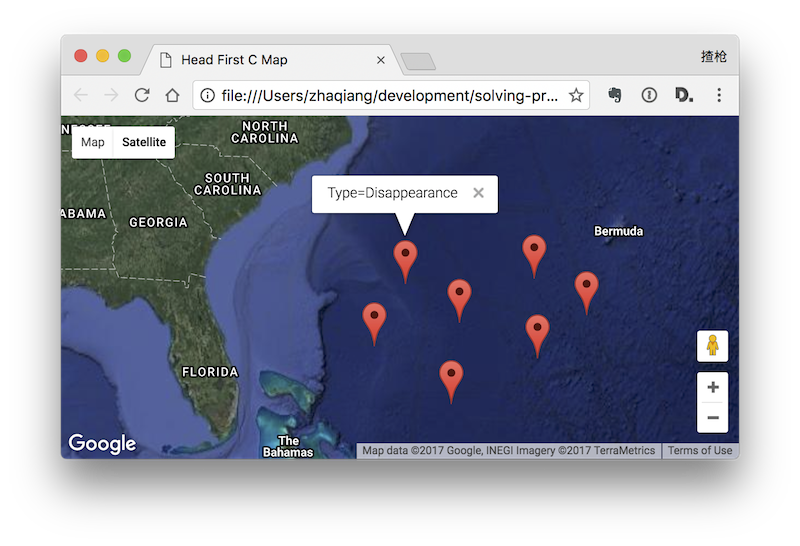 Head First C Map
揸枪
file:///Users/zhaqiang/development/solving-pr...
Map
Satellite
NORTH
CAROLINA
SOUTH
CAROLINA
ABAMA
GEORGIA
Type=Disappearance
Bermuda
FLORIDA
The
Bahamas
Google
Map data ©2017 Google, INEGI Imagery ©2017 TerraMetrics
Terms of Use